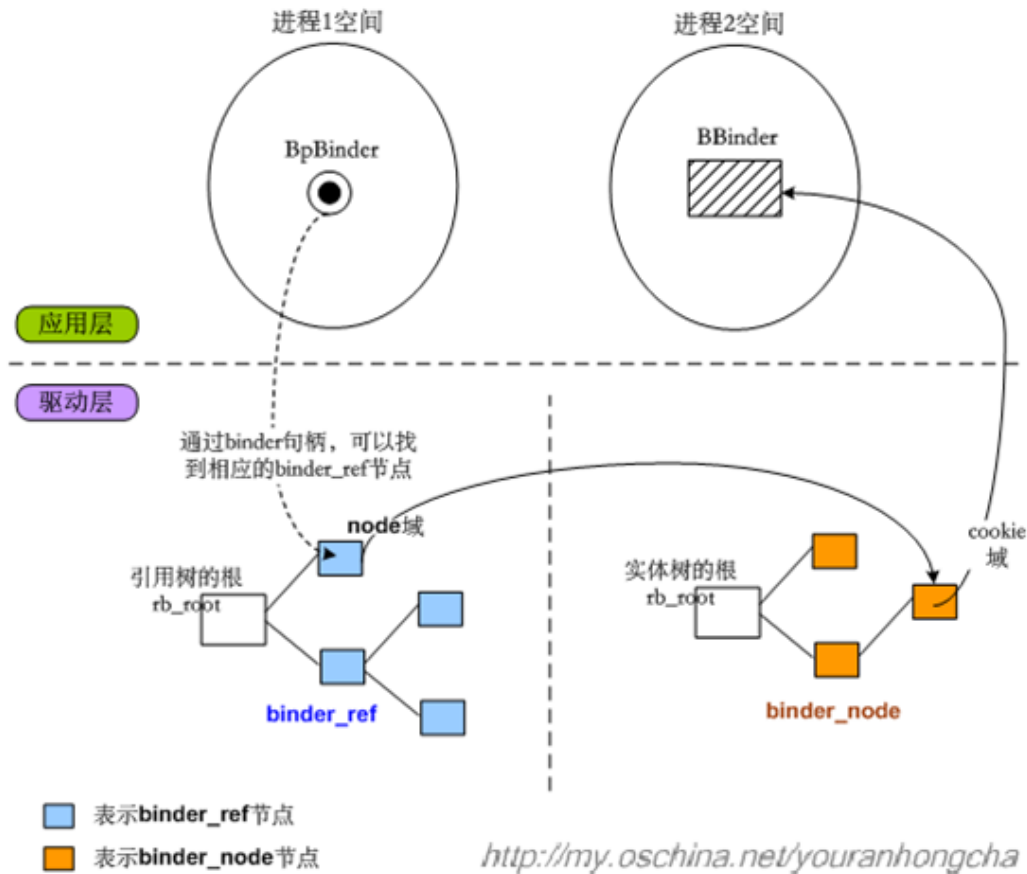 进程1空间
进程2空间
BpBinder
BBinder
应用层
驱动层
通过binder句柄，可以找
到相应的binder_ref节点
node域
cookie
域
引用树的根
rb_root
实体树的根
rb_root
binder_ref
binder_node
表示binder_ref节点
表示binder_node节点
http://my.oschina.net/youranhongcha